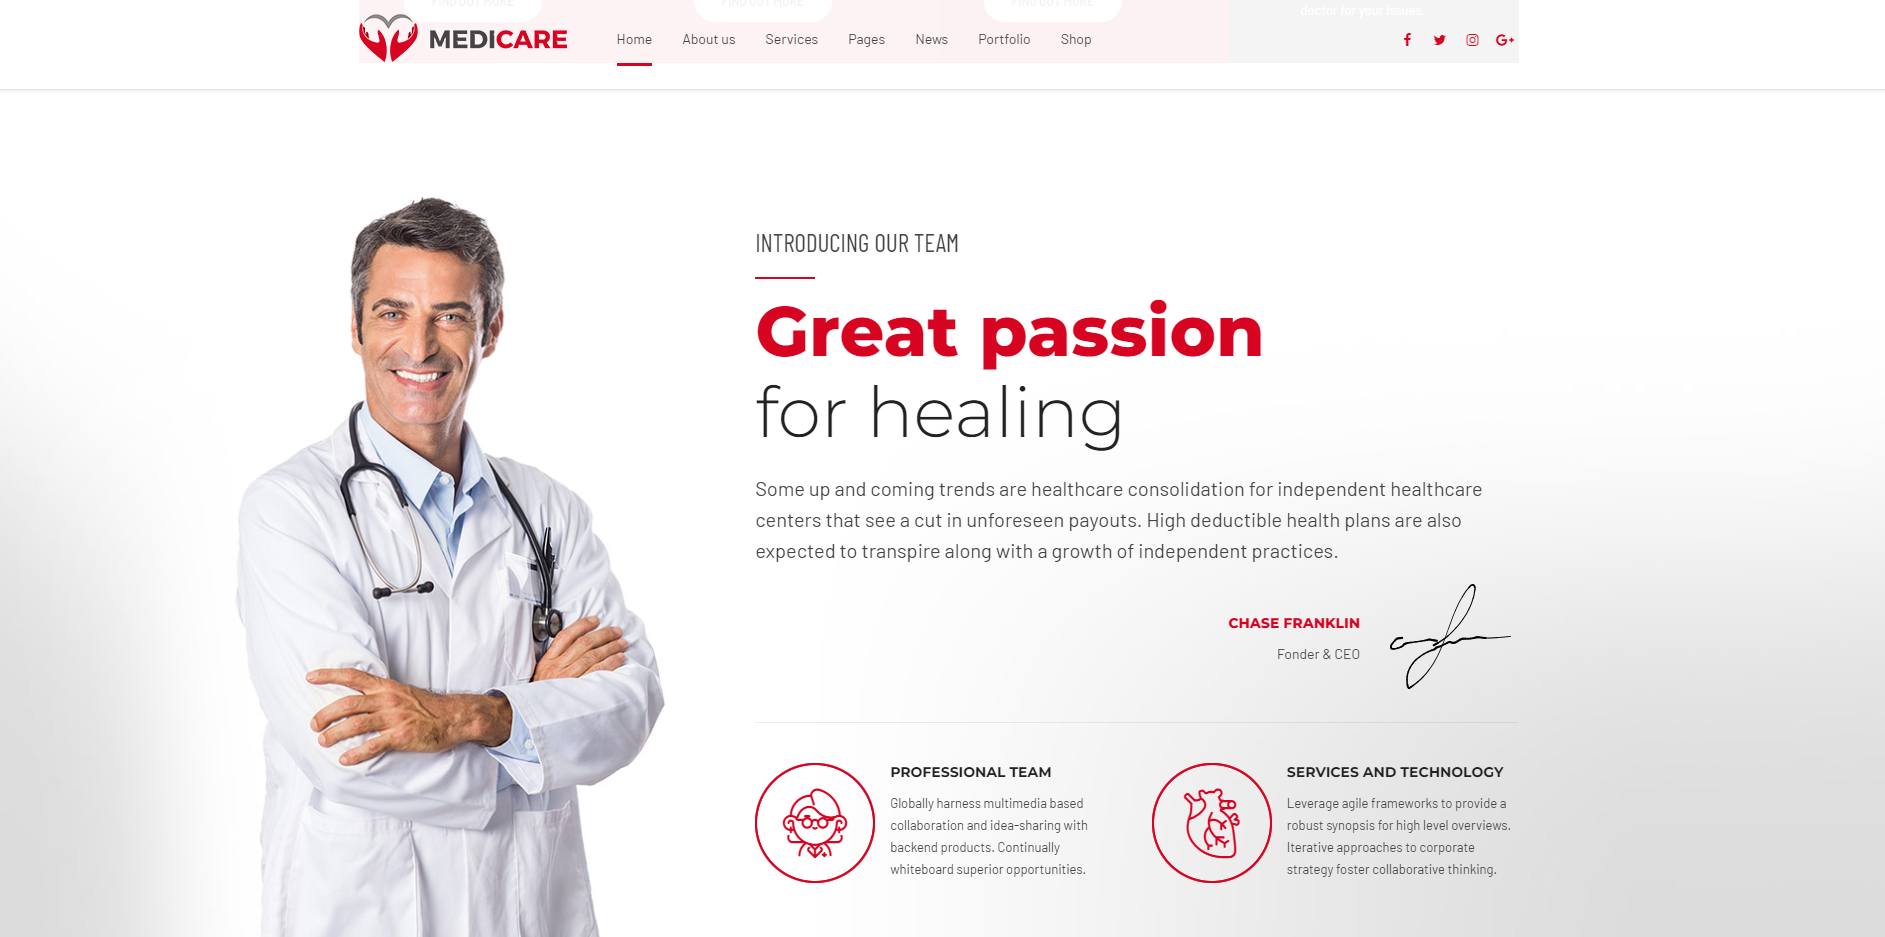 FIND OUT MORE FIND OUT MORE FIND OUT MORE
doctor for your issues.
MEDICARE
Home About us Services Pages News Portfolio Shop
INTRODUCING OUR TEAM
Great passion
for healing
Some up and coming trends are healthcare consolidation for independent healthcare
centers that see a cut in unforeseen payouts. High deductible health plans are also
expected to transpire along with a growth of independent practices.
CHASE FRANKLIN
Fonder & CEO
PROFESSIONAL TEAM
Globally harness multimedia based
collaboration and idea-sharing with
backend products. Continually
whiteboard superior opportunities.
SERVICES AND TECHNOLOGY
Leverage agile frameworks to provide a
robust synopsis for high level overviews.
Iterative approaches to corporate
strategy foster collaborative thinking.